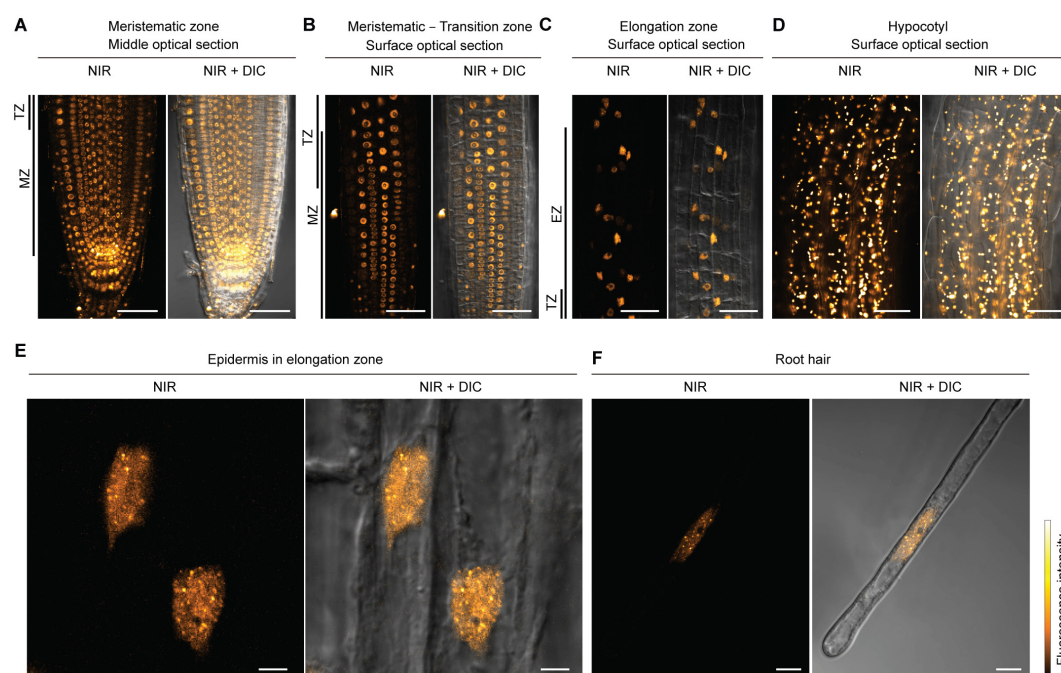 A
Meristematic zone
Middle optical section
NIR
NIR + DIC
TZ
MZ
B
Meristematic – Transition zone
Surface optical section
NIR
NIR + DIC
TZ
MZ
C
Elongation zone
Surface optical section
NIR
NIR + DIC
EZ
TZ
D
Hypocotyl
Surface optical section
NIR
NIR + DIC
E
Epidermis in elongation zone
NIR
NIR + DIC
F
Root hair
NIR
NIR + DIC
Fluorescence intensity